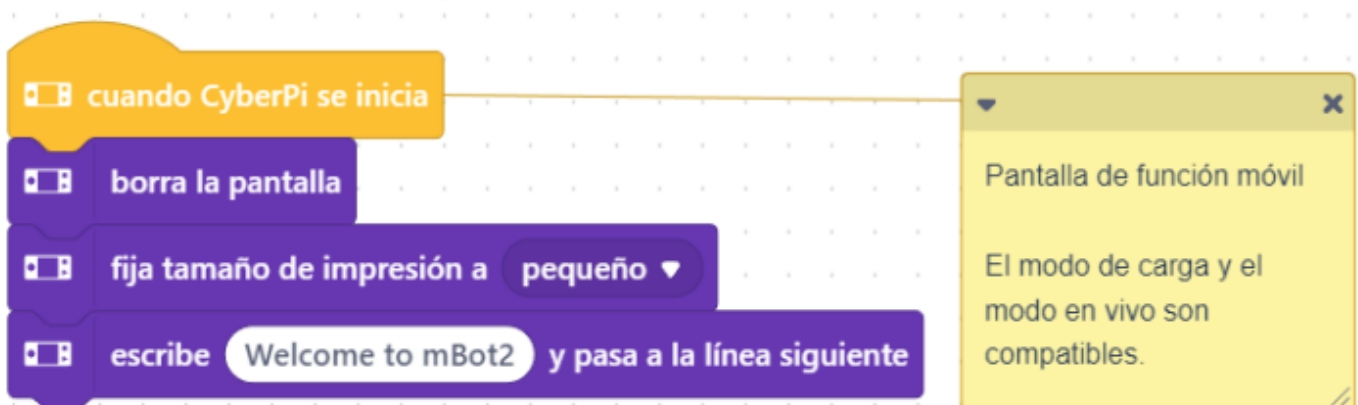 cuando CyberPi se inicia
borra la pantalla
fija tamaño de impresión a pequeño
escribe Welcome to mBot2 y pasa a la línea siguiente
Pantalla de función móvil
El modo de carga y el
modo en vivo son
compatibles.